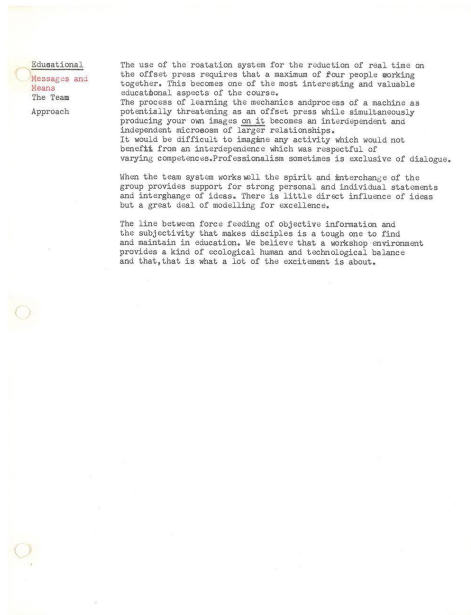 Edusational
Messages and
Means
The Team
Approach
The use of the roatation system for the reduction of real time on
the offset press requires that a maximum of four people working
together. This becomes one of the most interesting and valuable
educational aspects of the course.
The process of learning the mechanics andprocess of a machine as
potentially threatening as an offset press while simultaneously
producing your own images on it becomes an interdependent and
independent micrososm of larger relationships.
It would be difficult to imagine any activity which would not
benefit from an interdependence which was respectful of
varying competences.Professionalism sometimes is exclusive of dialogue.
When the team system works well the spirit and interchange of the
group provides support for strong personal and individual statements
and interghange of ideas. There is little direct influence of ideas
but a great deal of modelling for excellence.
The line between force feeding of objective information and
the subjectivity that makes disciples is a tough one to find
and maintain in education. We believe that a workshop environment
provides a kind of ecological human and technological balance
and that,that is what a lot of the excitement is about.